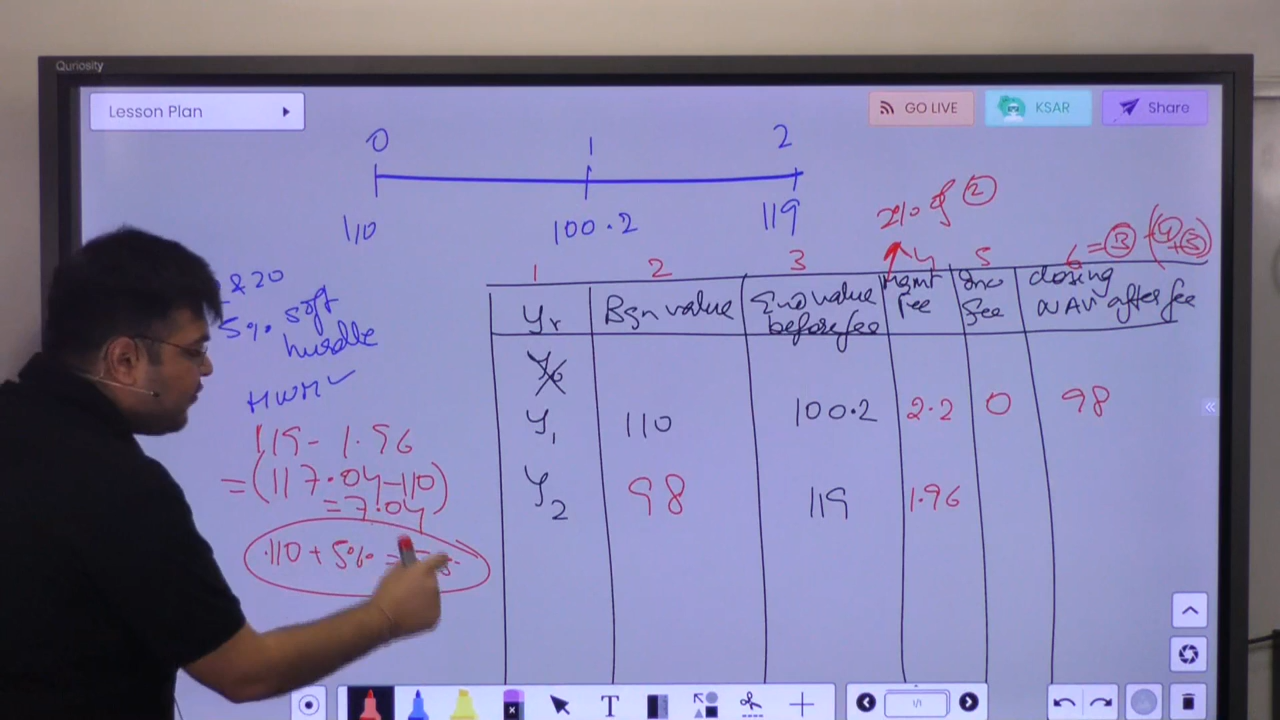 Quriosity
Lesson Plan
GO LIVE
KSAR
Share
0 1 2
110 100.2 119
2% of ②
& 20
5% soft
hurdle
HWM ✓
119 - 1.96
= (117.04 - 110)
= 7.04
110 + 5% =
1 2 3 4 5 6 = ③ - (④ + ⑤)
Yr Bgn value End value before fee Mgmt Fee Inc Fee closing NAV after fee
Y0
Y1 110 100.2 2.2 0 98
Y2 98 119 1.96
T
1/1